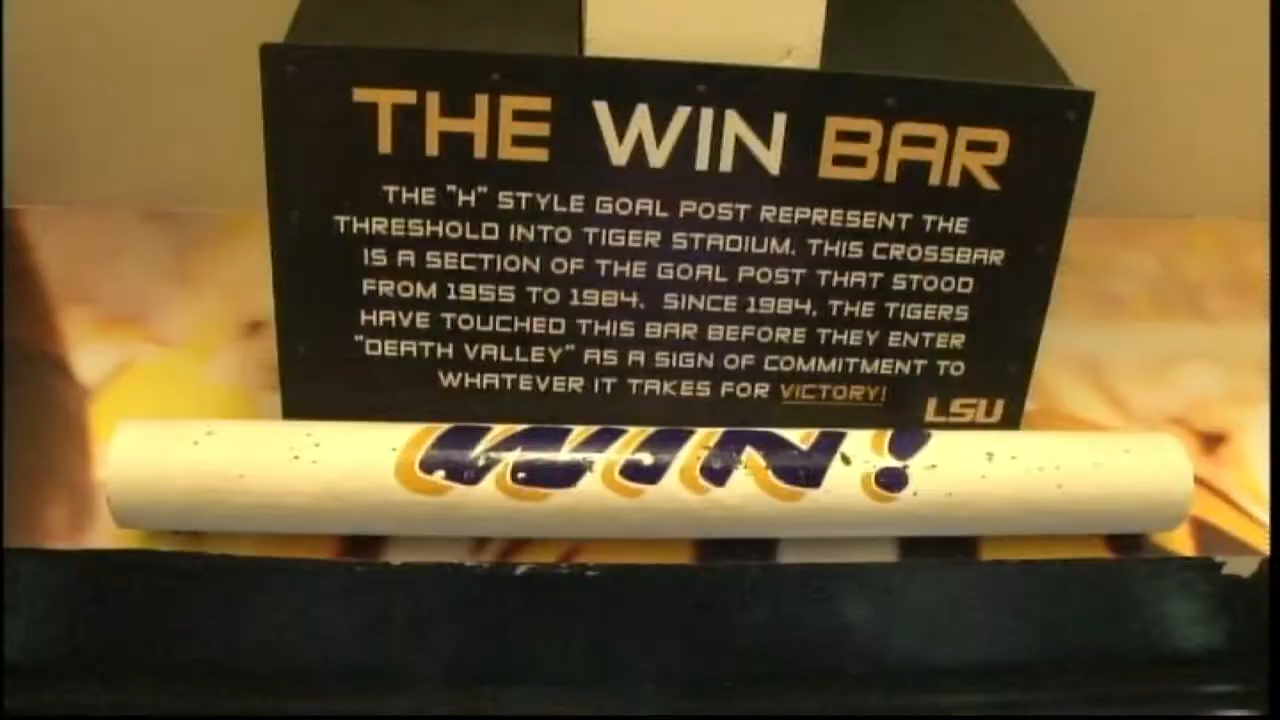 THE WIN BAR
THE "H" STYLE GOAL POST REPRESENT THE
THRESHOLD INTO TIGER STADIUM. THIS CROSSBAR
IS A SECTION OF THE GOAL POST THAT STOOD
FROM 1955 TO 1984. SINCE 1984, THE TIGERS
HAVE TOUCHED THIS BAR BEFORE THEY ENTER
"DEATH VALLEY" AS A SIGN OF COMMITMENT TO
WHATEVER IT TAKES FOR VICTORY!
LSU
WIN!